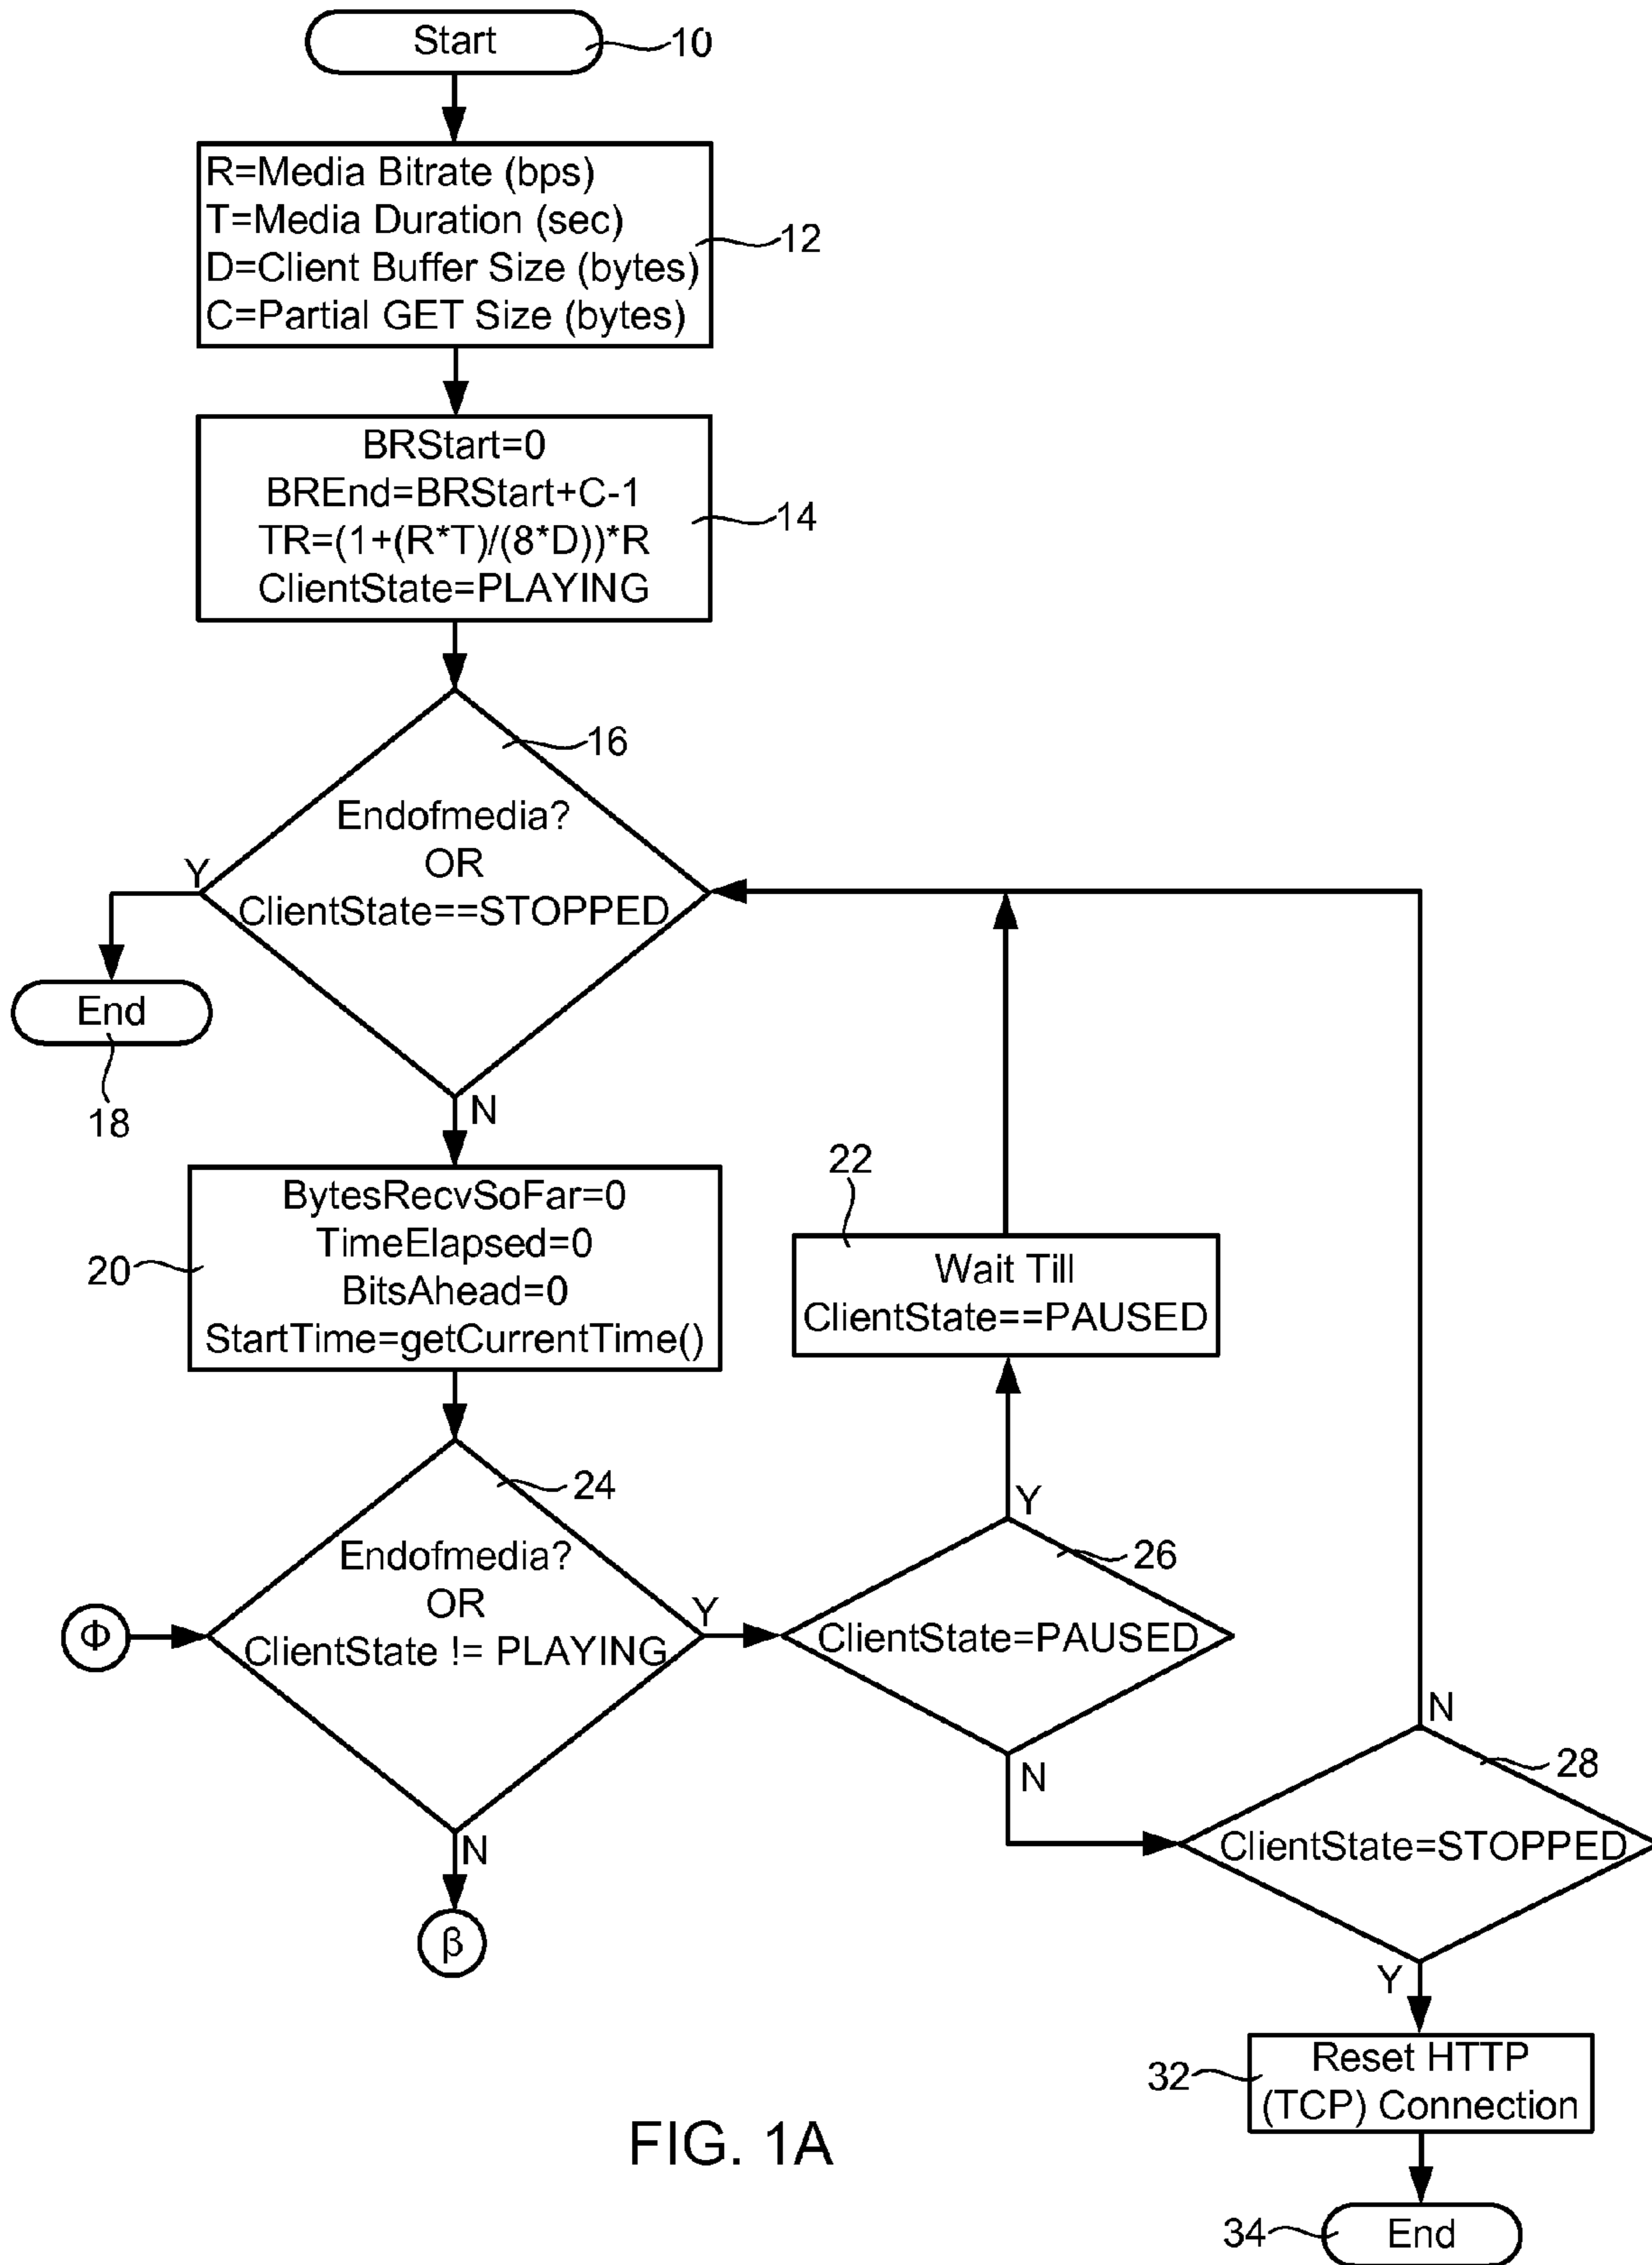 Start
10
R=Media Bitrate (bps)
T=Media Duration (sec)
D=Client Buffer Size (bytes)
C=Partial GET Size (bytes)
12
BRStart=0
BREnd=BRStart+C-1
TR=(1+(R*T)/(8*D))*R
ClientState=PLAYING
14
16
Endofmedia?
OR
ClientState==STOPPED
Y
End
18
N
BytesRecvSoFar=0
TimeElapsed=0
BitsAhead=0
StartTime=getCurrentTime()
20
22
Wait Till
ClientState==PAUSED
24
Endofmedia?
OR
ClientState != PLAYING
Φ
Y
N
β
Y
26
ClientState=PAUSED
N
N
28
ClientState=STOPPED
Y
Reset HTTP
(TCP) Connection
32
End
34
FIG. 1A